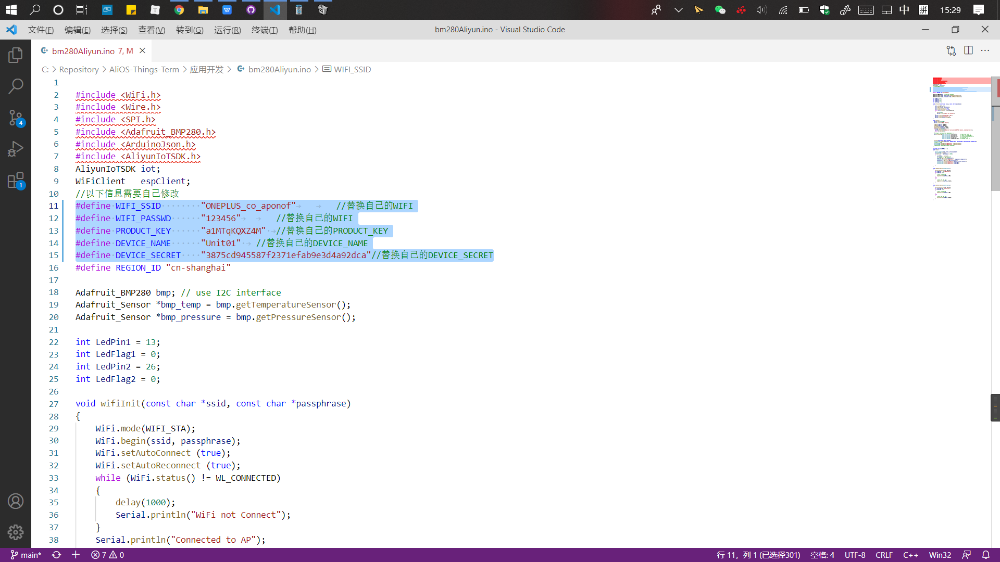 中 拼 15:29
文件(F) 编辑(E) 选择(S) 查看(V) 转到(G) 运行(R) 终端(T) 帮助(H) bm280Aliyun.ino - Visual Studio Code
bm280Aliyun.ino 7, M
C: > Repository > AliOS-Things-Term > 应用开发 > bm280Aliyun.ino > WIFI_SSID
1
2 #include <WiFi.h>
3 #include <Wire.h>
4 #include <SPI.h>
5 #include <Adafruit_BMP280.h>
6 #include <ArduinoJson.h>
7 #include <AliyunIoTSDK.h>
8 AliyunIoTSDK iot;
9 WiFiClient   espClient;
10 //以下信息需要自己修改
11 #define WIFI_SSID        "ONEPLUS_co_aponof"        //替换自己的WIFI
12 #define WIFI_PASSWD      "123456"       //替换自己的WIFI
13 #define PRODUCT_KEY      "a1MTqKQXZ4M"  //替换自己的PRODUCT_KEY
14 #define DEVICE_NAME      "Unit01"   //替换自己的DEVICE_NAME
15 #define DEVICE_SECRET    "3875cd945587f2371efab9e3d4a92dca"//替换自己的DEVICE_SECRET
16 #define REGION_ID "cn-shanghai"
17
18 Adafruit_BMP280 bmp; // use I2C interface
19 Adafruit_Sensor *bmp_temp = bmp.getTemperatureSensor();
20 Adafruit_Sensor *bmp_pressure = bmp.getPressureSensor();
21
22 int LedPin1 = 13;
23 int LedFlag1 = 0;
24 int LedPin2 = 26;
25 int LedFlag2 = 0;
26
27 void wifiInit(const char *ssid, const char *passphrase)
28 {
29     WiFi.mode(WIFI_STA);
30     WiFi.begin(ssid, passphrase);
31     WiFi.setAutoConnect (true);
32     WiFi.setAutoReconnect (true);
33     while (WiFi.status() != WL_CONNECTED)
34     {
35         delay(1000);
36         Serial.println("WiFi not Connect");
37     }
38     Serial.println("Connected to AP");
4
1
main* 7 0 行 11，列 1 (已选择301) 空格: 4 UTF-8 CRLF C++ Win32